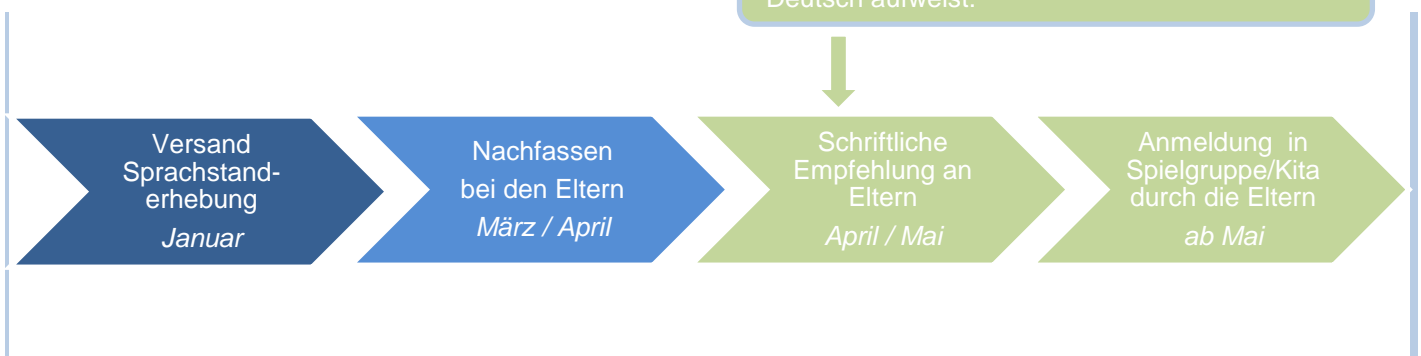 Deutsch aufweist.
Versand
Sprachstand-
erhebung
Januar
Nachfassen
bei den Eltern
März / April
Schriftliche
Empfehlung an
Eltern
April / Mai
Anmeldung in
Spielgruppe/Kita
durch die Eltern
ab Mai